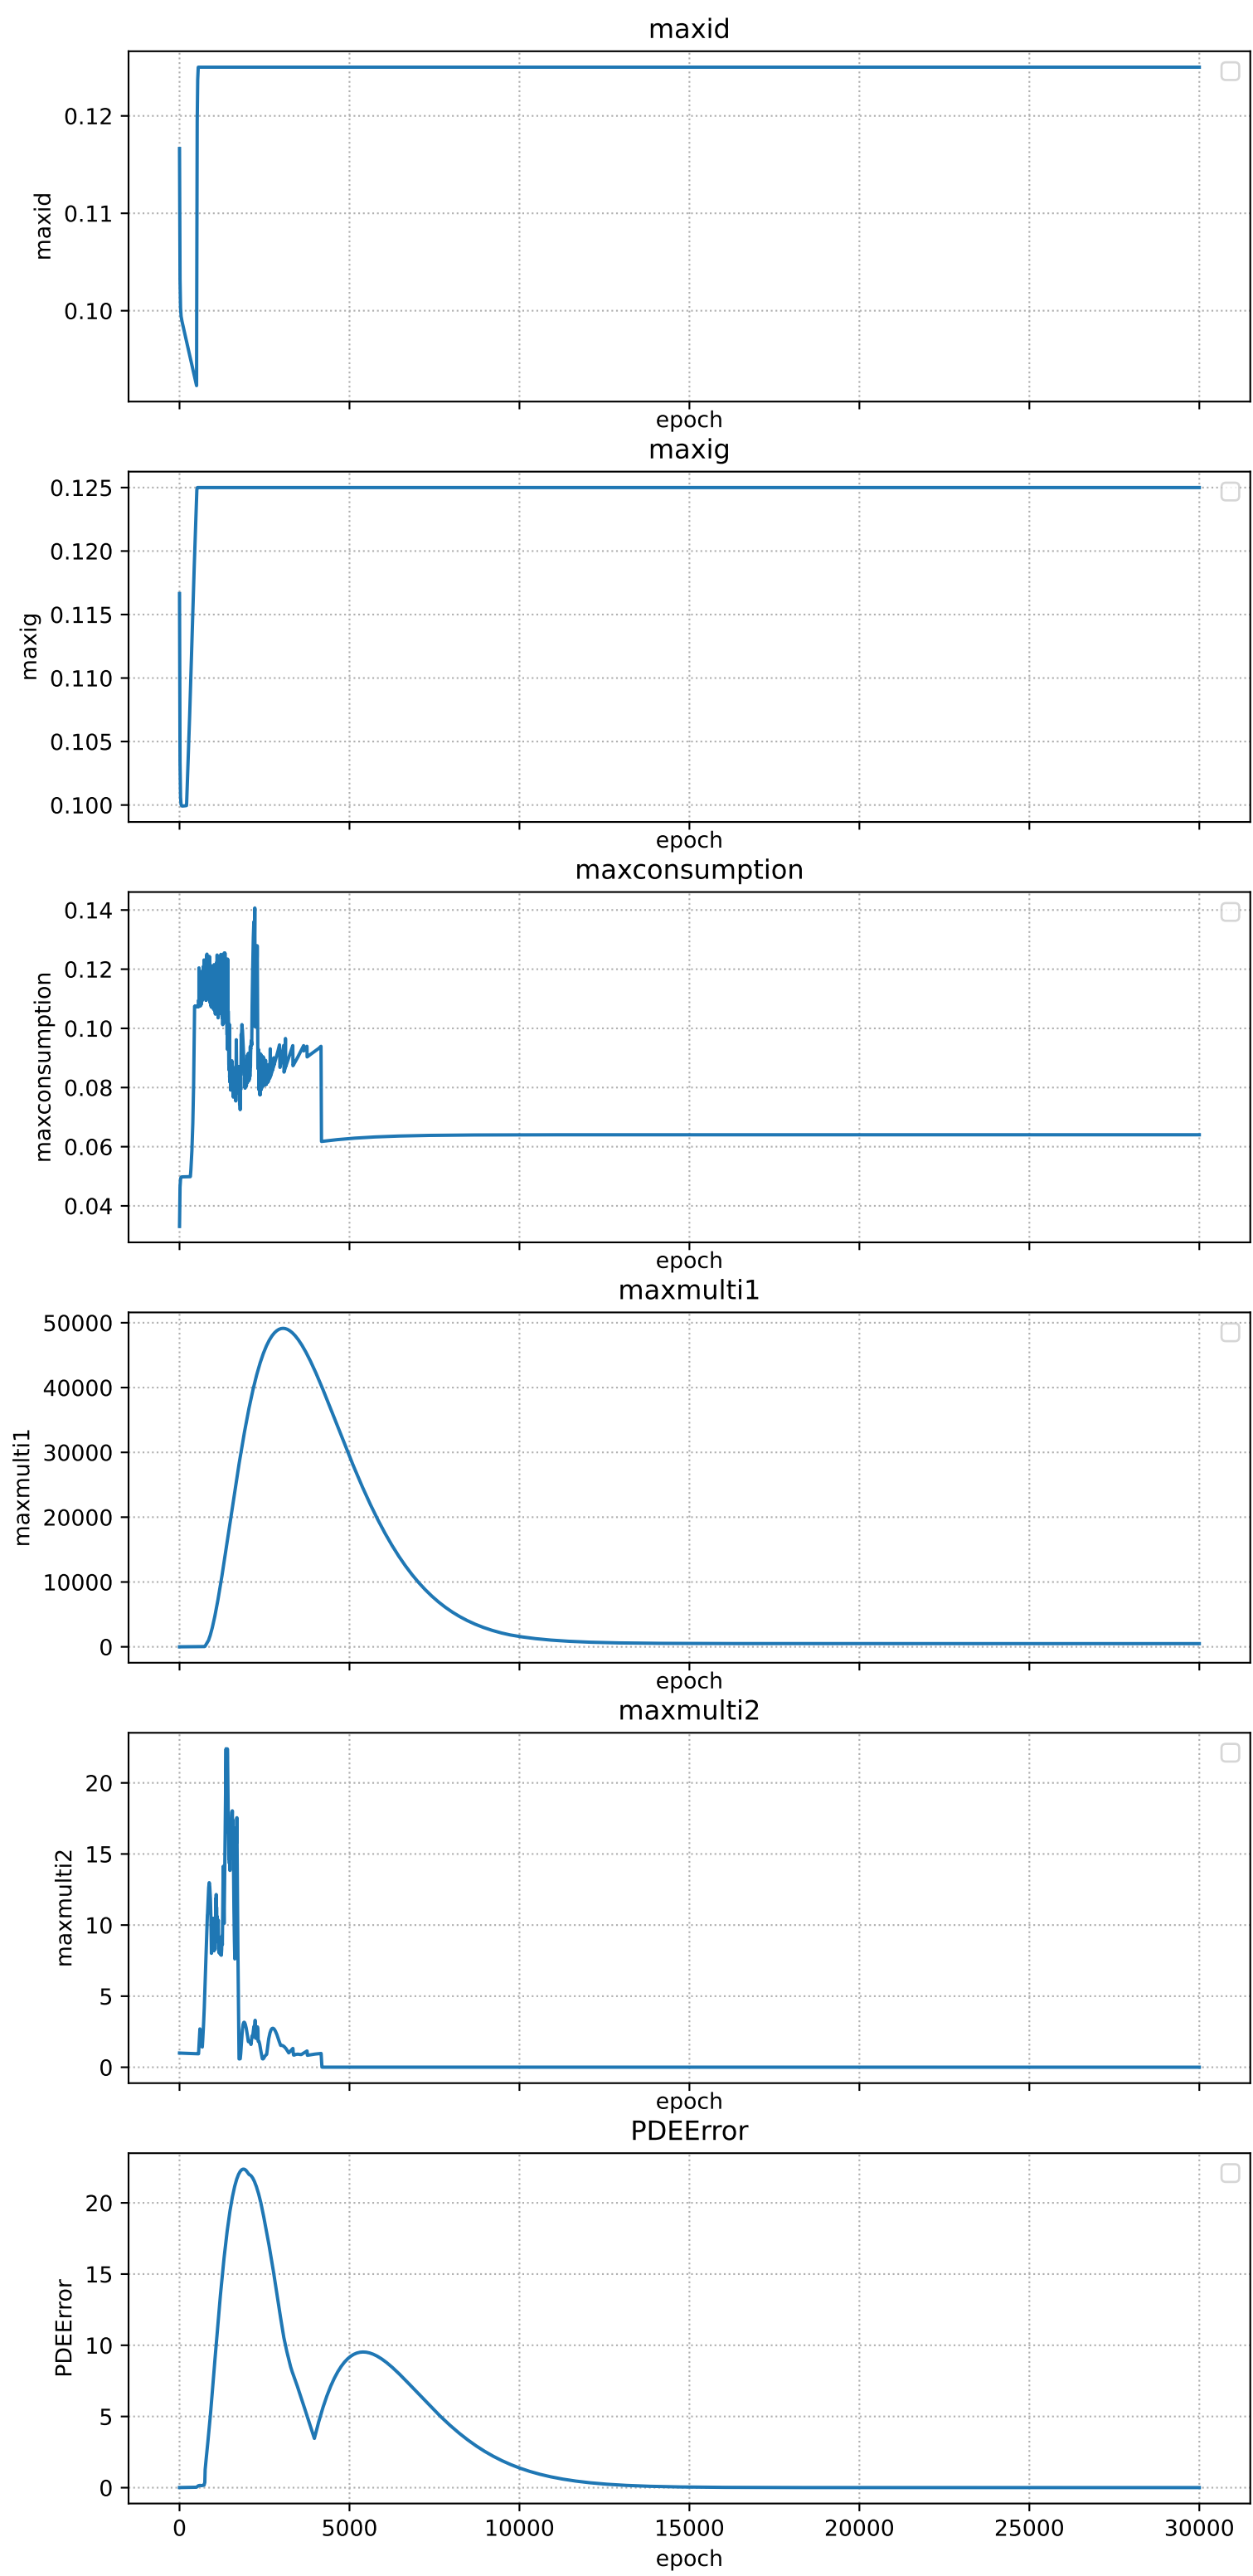 maxid
maxid
0.12
0.11
0.10
epoch
maxig
maxig
0.125
0.120
0.115
0.110
0.105
0.100
epoch
maxconsumption
maxconsumption
0.14
0.12
0.10
0.08
0.06
0.04
epoch
maxmulti1
maxmulti1
50000
40000
30000
20000
10000
0
epoch
maxmulti2
maxmulti2
20
15
10
5
0
epoch
PDEError
PDEError
20
15
10
5
0
0 5000 10000 15000 20000 25000 30000
epoch